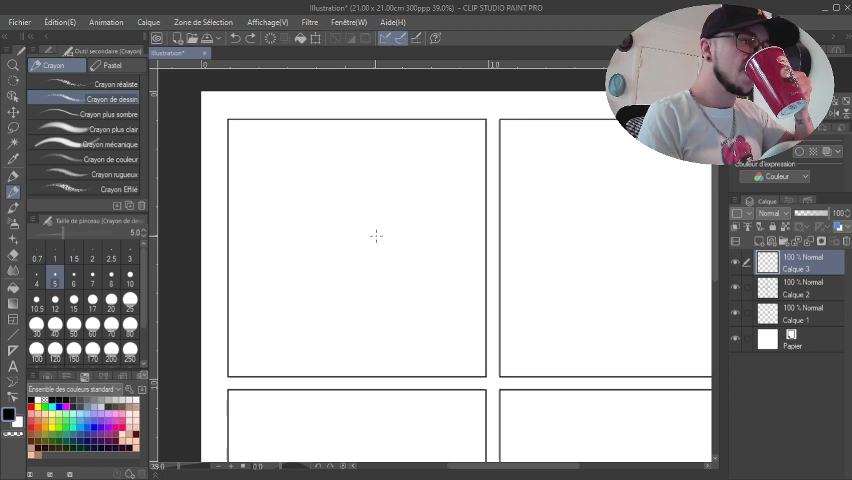 Illustration* (21.00 x 21.00cm 300ppp 39.0%) - CLIP STUDIO PAINT PRO
Fichier Édition(E) Animation Calque Zone de Sélection Affichage(V) Filtre Fenêtre(W) Aide(H)
Outil secondaire (Crayon)
Illustration*
Crayon Pastel
0 10
Crayon réaliste
Crayon de dessin
Crayon plus sombre
Crayon plus clair
Crayon mécanique
Crayon de couleur
Crayon rugueux
Crayon Effilé
Couleur d'expression
Couleur
Calque
Normal 100
Taille de pinceau [Crayon de des
5.0
0.7 1 1.5 2 2.5 3
4 5 6 7 8 10
10.5 12 15 17 20 25
30 40 50 60 70 80
100 120 150 170 200 250
100 % Normal
Calque 3
100 % Normal
Calque 2
100 % Normal
Calque 1
Papier
Ensemble des couleurs standard
39.0 0.0